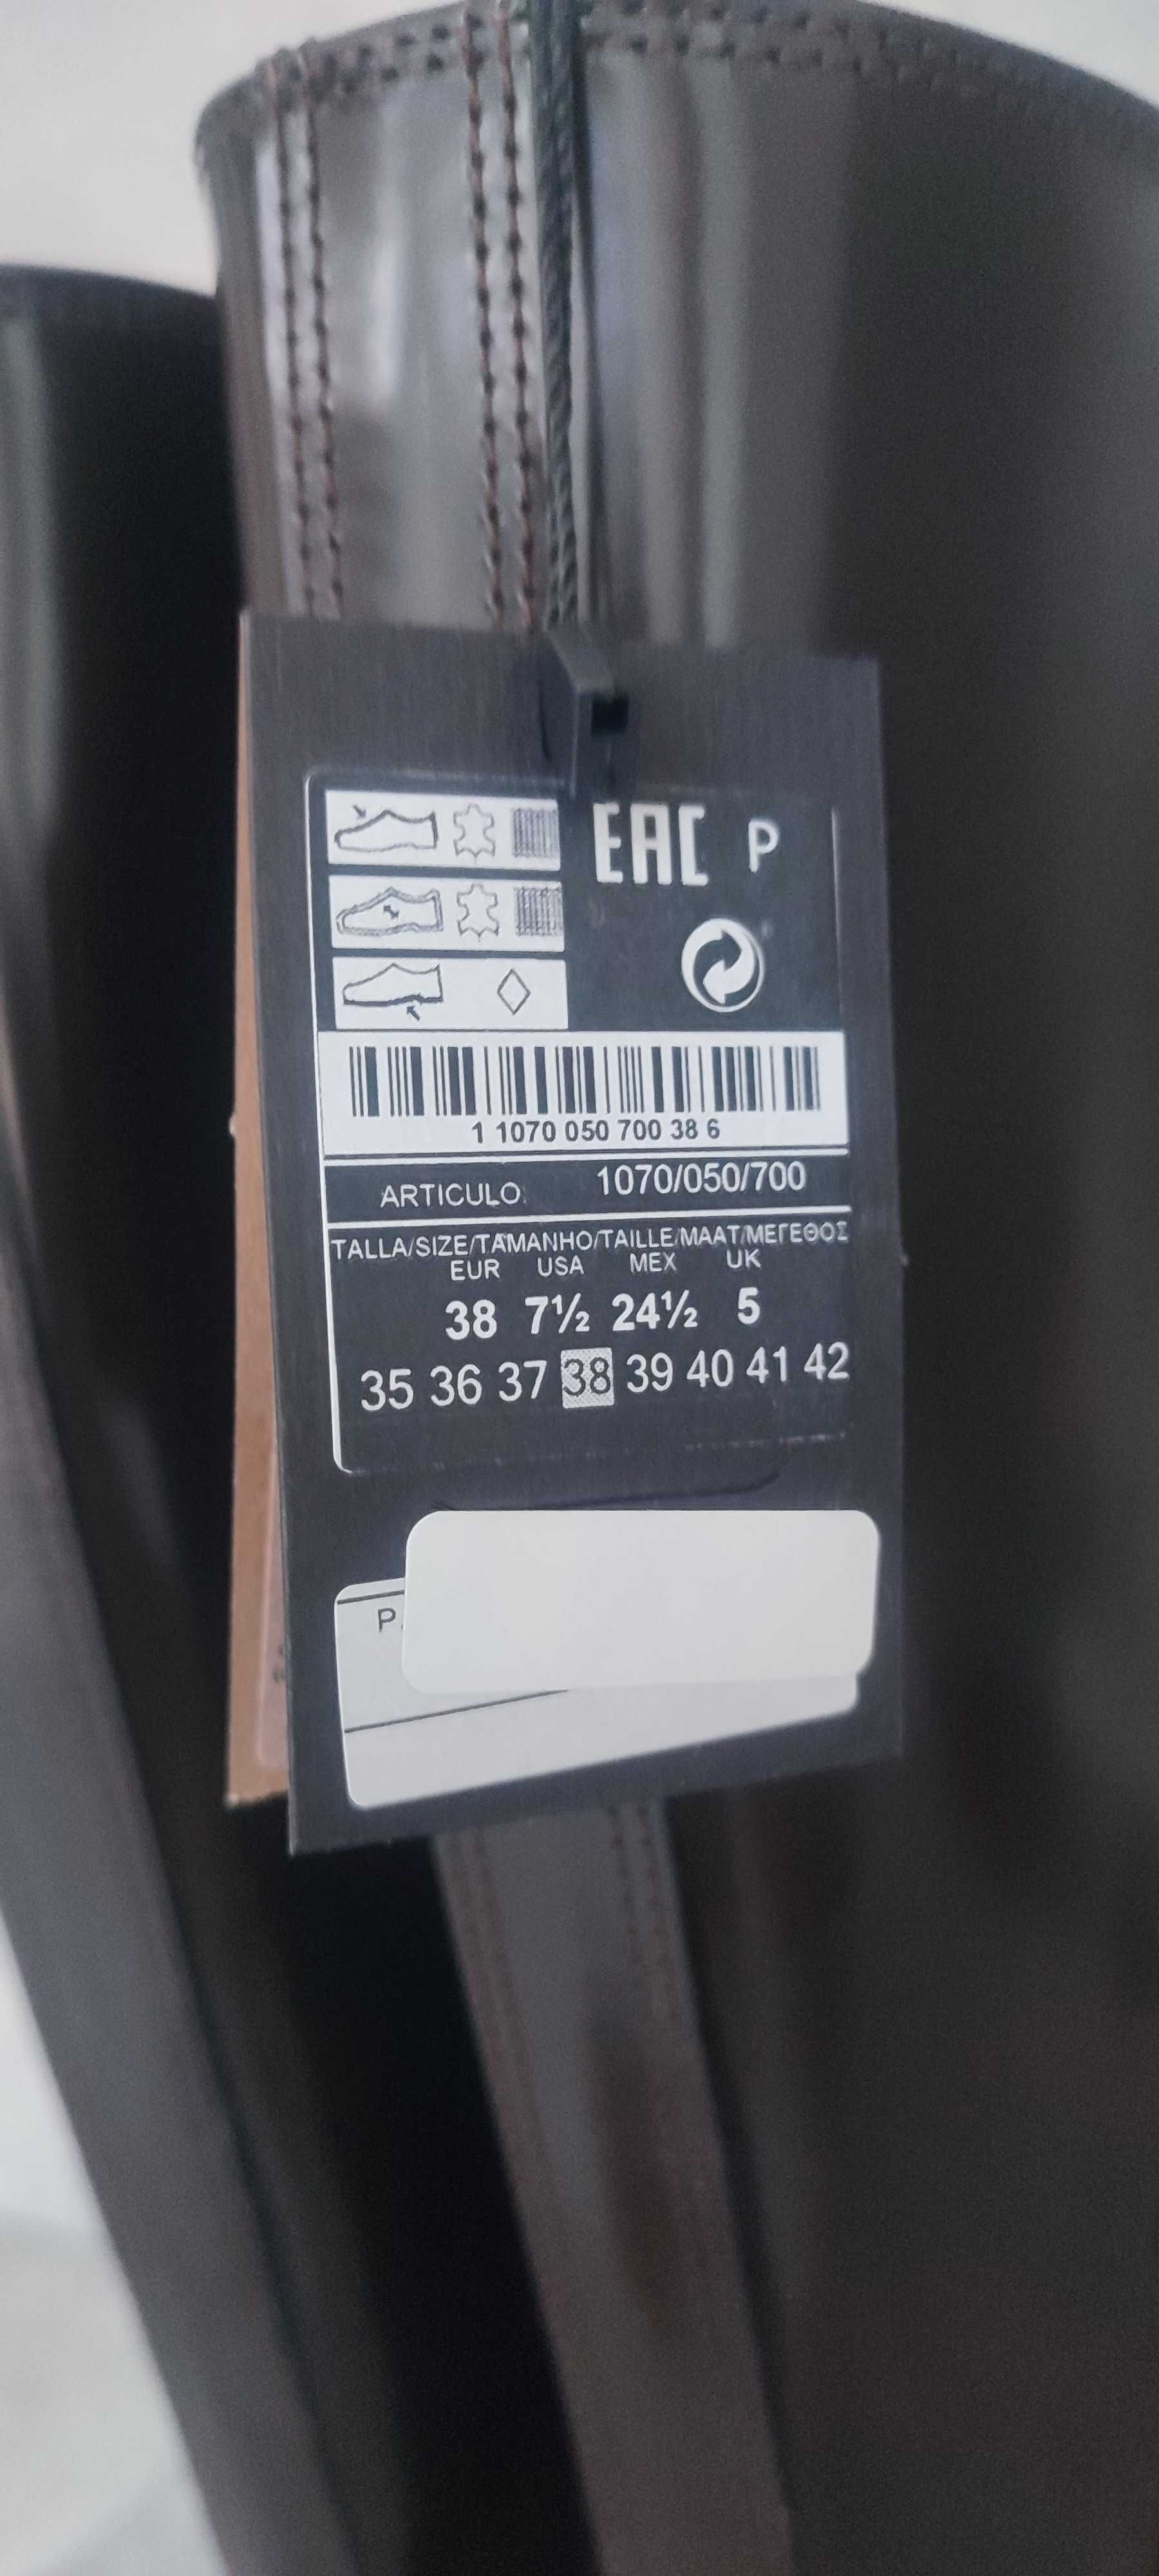 EAC P
1 1070 050 700 38 6
ARTICULO 1070/050/700
TALLA/SIZE/TAMANHO/TAILLE/MAAT/ΜΕΓΕΘΟΣ
EUR USA MEX UK
38 7½ 24½ 5
35 36 37 38 39 40 41 42
P.